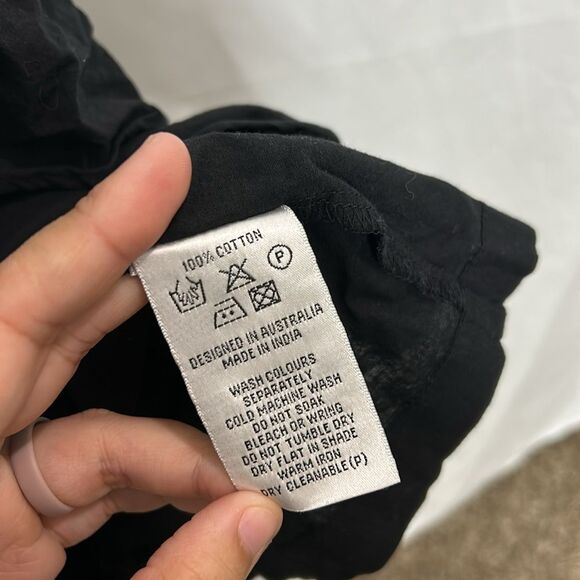 100% COTTON
P
DESIGNED IN AUSTRALIA
MADE IN INDIA
WASH COLOURS
SEPARATELY
COLD MACHINE WASH
DO NOT SOAK
BLEACH OR WRING
DO NOT TUMBLE DRY
DRY FLAT IN SHADE
WARM IRON
DRY CLEANABLE(P)